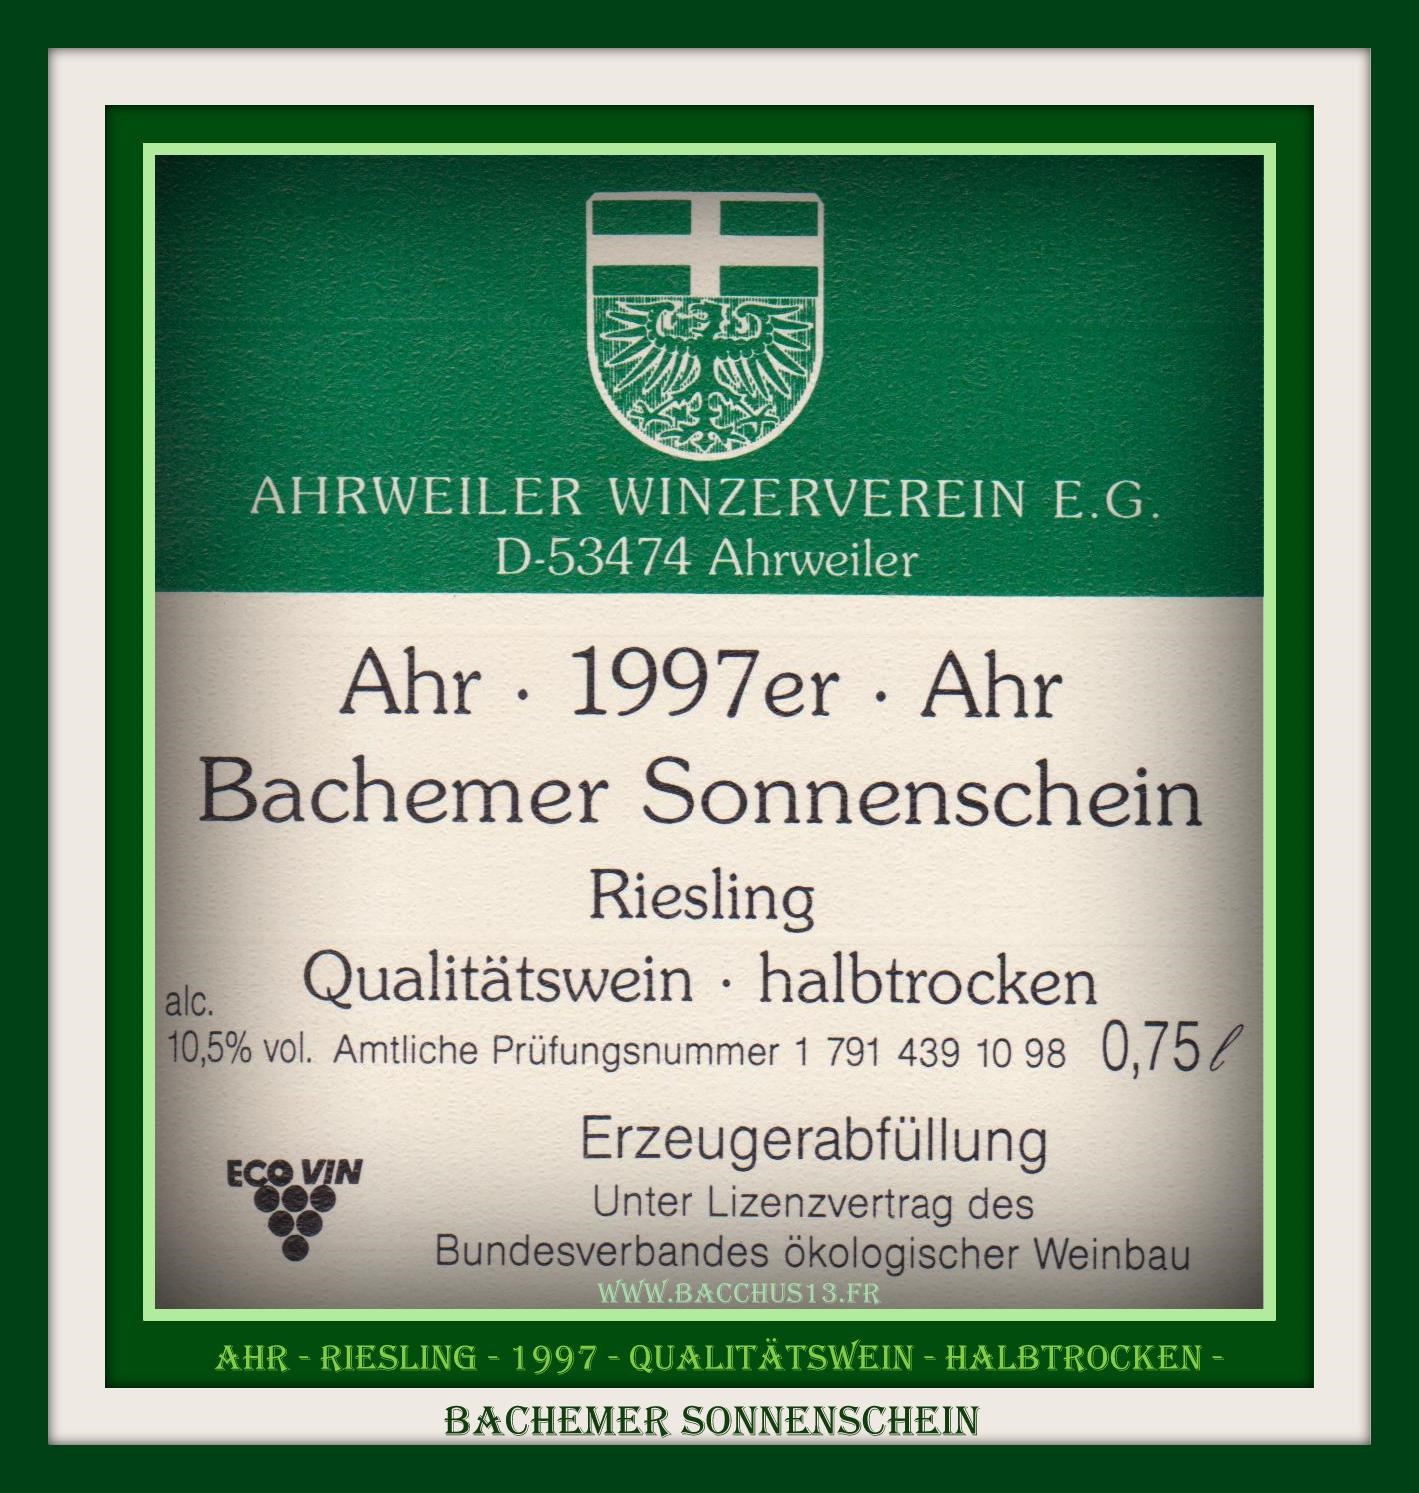 AHRWEILER WINZERVEREIN E.G.
D-53474 Ahrweiler
Ahr · 1997er · Ahr
Bachemer Sonnenschein
Riesling
Qualitätswein · halbtrocken
alc.
10,5% vol. Amtliche Prüfungsnummer 1 791 439 10 98 0,75 ℓ
Erzeugerabfüllung
ECOVIN
Unter Lizenzvertrag des
Bundesverbandes ökologischer Weinbau
WWW.BACCHUS13.FR
AHR - RIESLING - 1997 - QUALITÄTSWEIN - HALBTROCKEN -
BACHEMER SONNENSCHEIN